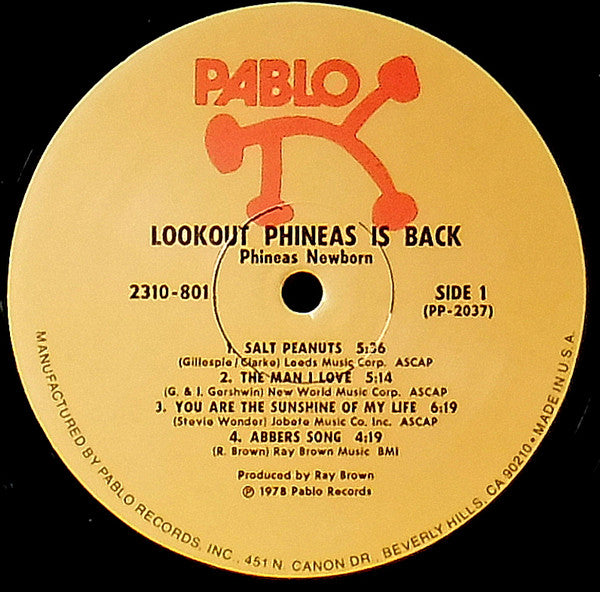 PABLO
LOOKOUT PHINEAS IS BACK
Phineas Newborn
2310-801
SIDE 1
(PP-2037)
1. SALT PEANUTS 5:36
(Gillespie/Clarke) Leeds Music Corp. ASCAP
2. THE MAN I LOVE 5:14
(G. & I. Gershwin) New World Music Corp. ASCAP
3. YOU ARE THE SUNSHINE OF MY LIFE 6:19
(Stevie Wonder) Jobete Music Co. Inc. ASCAP
4. ABBERS SONG 4:19
(R. Brown) Ray Brown Music BMI
Produced by Ray Brown
℗ 1978 Pablo Records
MANUFACTURED BY PABLO RECORDS, INC., 451 N. CANON DR., BEVERLY HILLS, CA 90210 • MADE IN U.S.A.